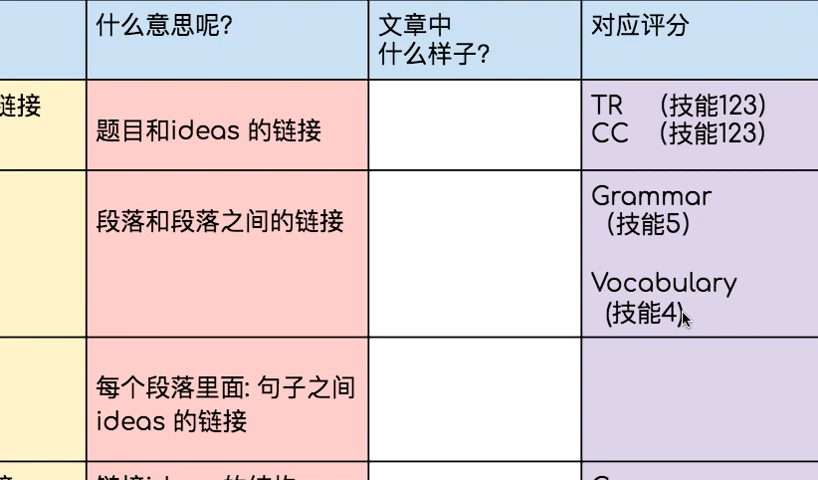 什么意思呢?
文章中
什么样子?
对应评分
链接
题目和ideas 的链接
TR （技能123）
CC （技能123）
段落和段落之间的链接
Grammar
（技能5）
Vocabulary
(技能4)
每个段落里面: 句子之间
ideas 的链接